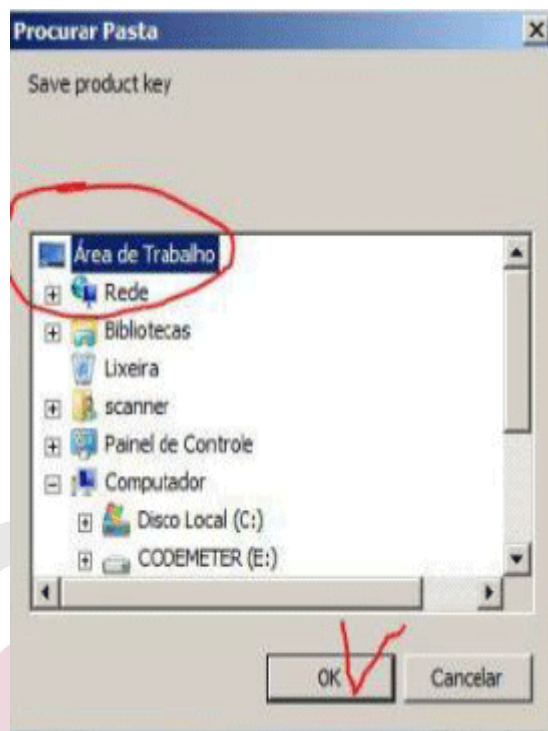 Procurar Pasta
Save product key
Área de Trabalho
Rede
Bibliotecas
Lixeira
scanner
Painel de Controle
Computador
Disco Local (C:)
CODEMETER (E:)
OK
Cancelar